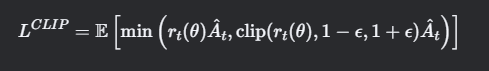 L^{CLIP} = 𝔼 [min (r_t(θ)Â_t, clip(r_t(θ), 1 − ϵ, 1 + ϵ)Â_t)]